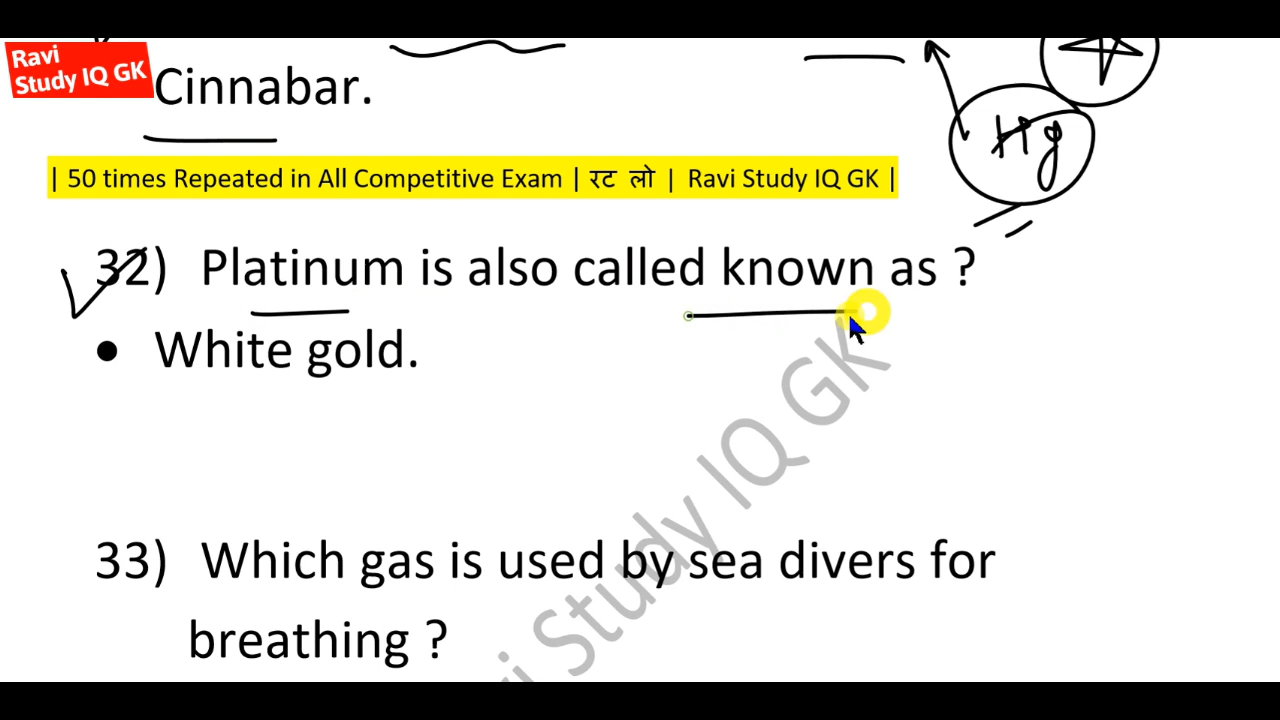 Ravi
Study IQ GK
Cinnabar.
Hg
| 50 times Repeated in All Competitive Exam | रट लो | Ravi Study IQ GK |
32) Platinum is also called known as ?
• White gold.
33) Which gas is used by sea divers for
breathing ?
Study IQ GK